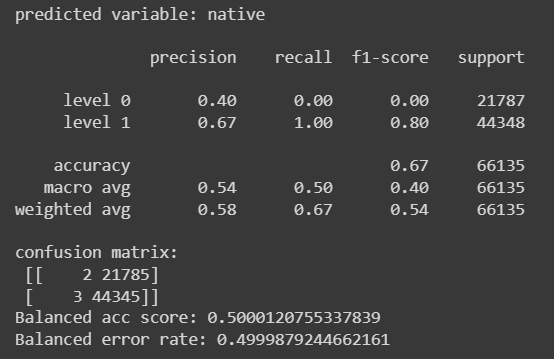 predicted variable: native
precision recall f1-score support
level 0 0.40 0.00 0.00 21787
level 1 0.67 1.00 0.80 44348
accuracy 0.67 66135
macro avg 0.54 0.50 0.40 66135
weighted avg 0.58 0.67 0.54 66135
confusion matrix:
[[ 2 21785]
[ 3 44345]]
Balanced acc score: 0.5000120755337839
Balanced error rate: 0.4999879244662161